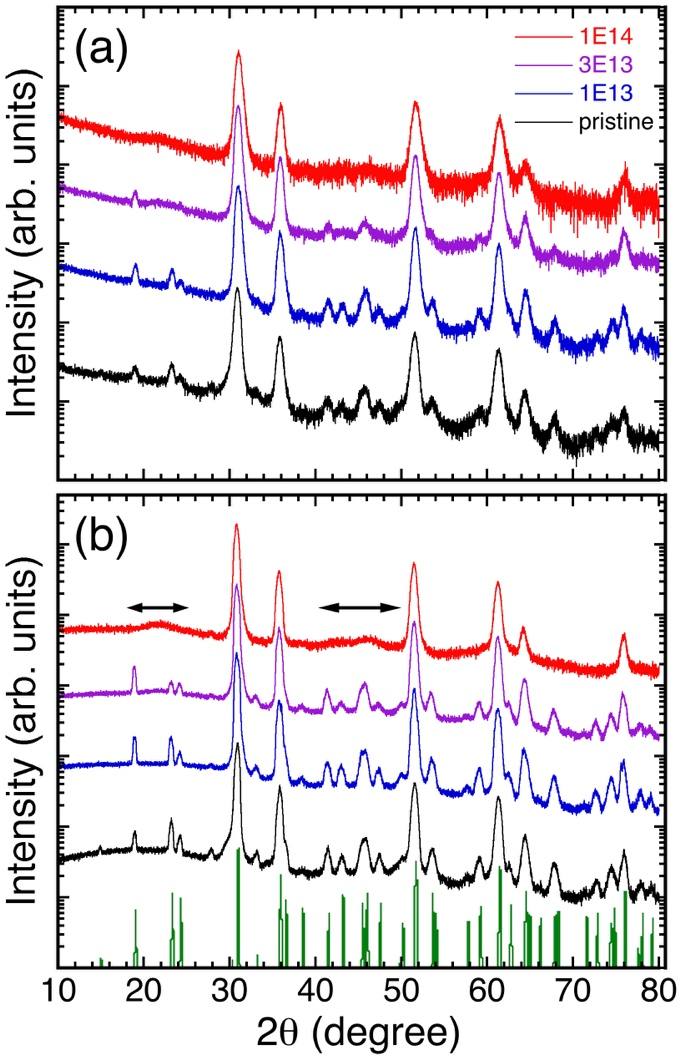 (a)
1E14
3E13
1E13
pristine
Intensity (arb. units)
(b)
Intensity (arb. units)
10 20 30 40 50 60 70 80
2θ (degree)